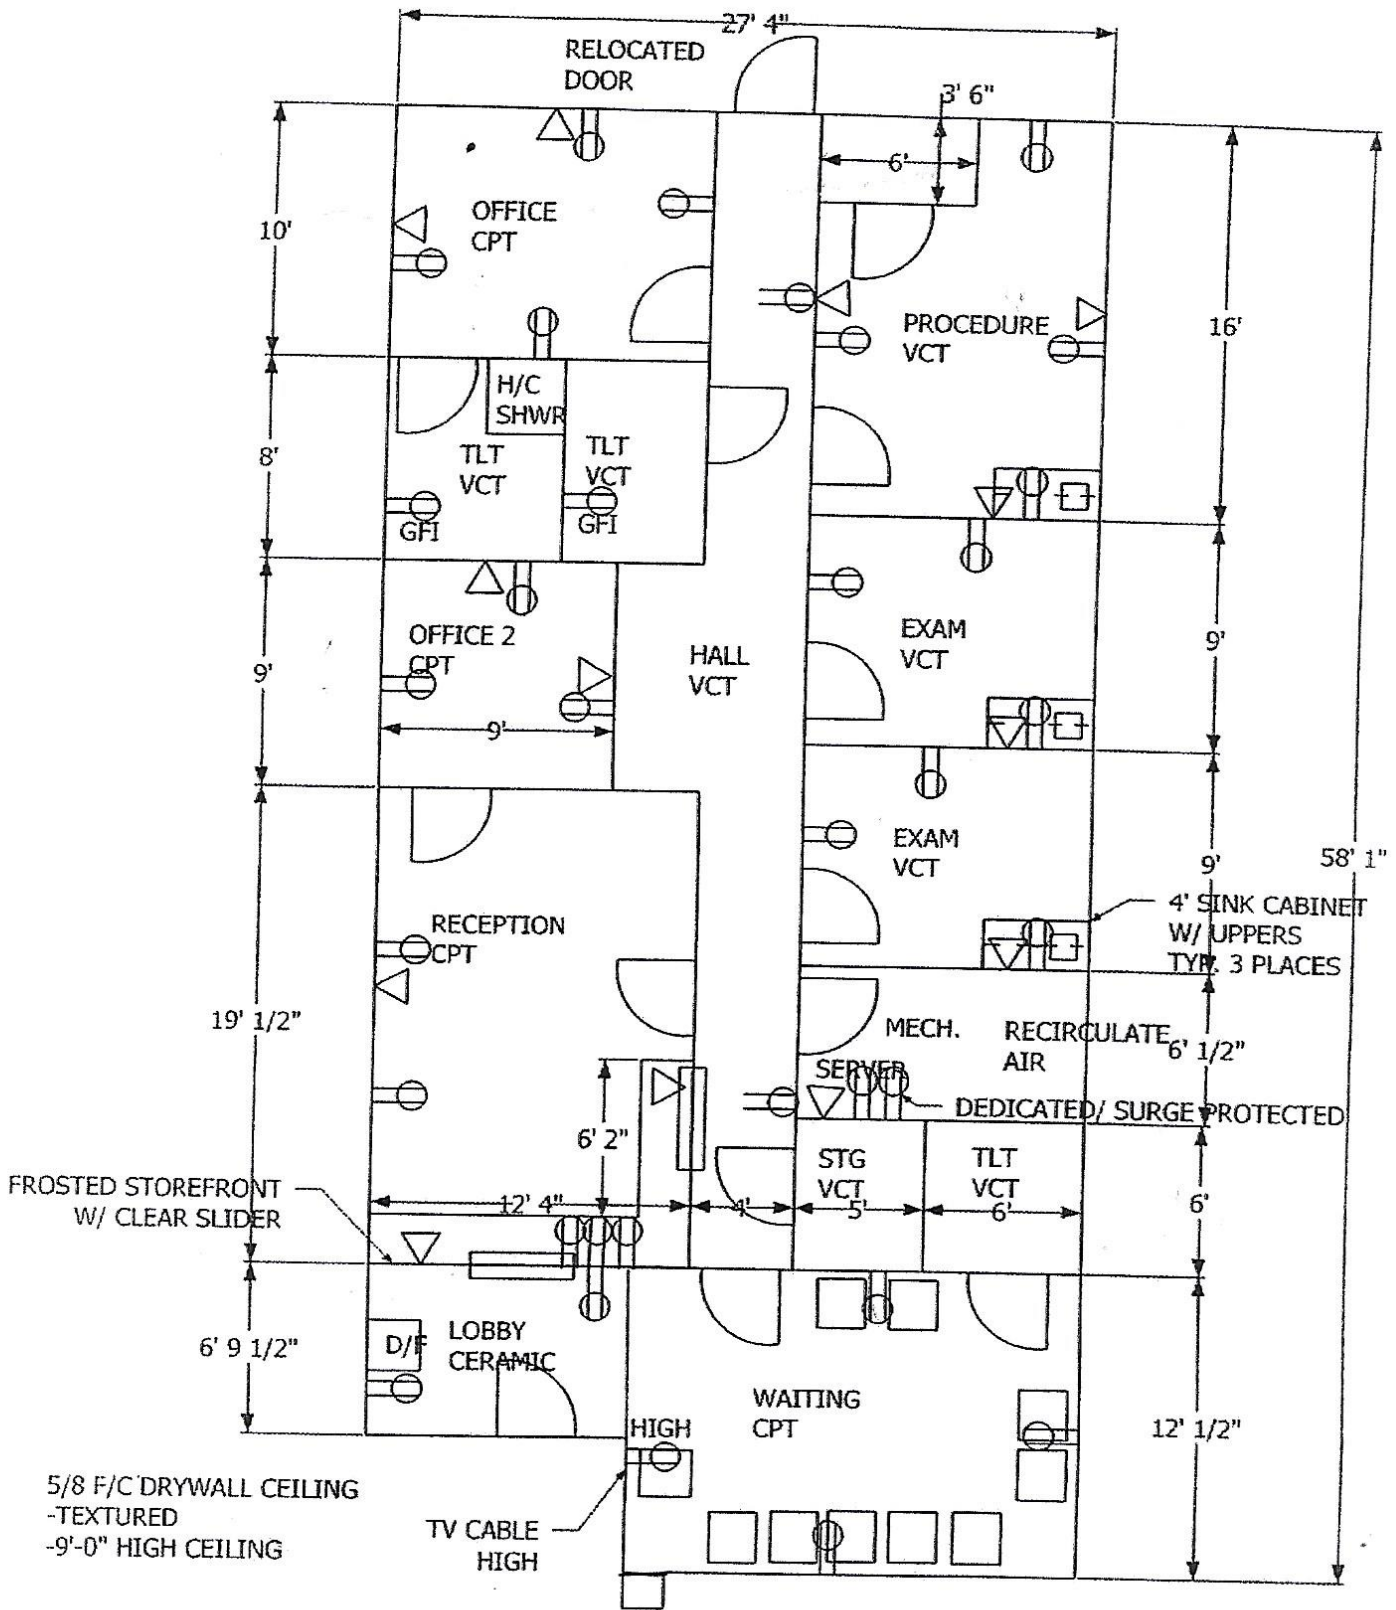 27' 4"
RELOCATED
DOOR
3' 6"
6'
10'
OFFICE
CPT
16'
PROCEDURE
VCT
H/C
SHWR
8'
TLT
VCT
TLT
VCT
GFI
GFI
OFFICE 2
CPT
9'
9'
HALL
VCT
EXAM
VCT
9'
EXAM
VCT
9'
58' 1"
4' SINK CABINET
W/ UPPERS
TYP. 3 PLACES
RECEPTION
CPT
19' 1/2"
MECH.
RECIRCULATE
AIR
6' 1/2"
SERVER
DEDICATED/ SURGE PROTECTED
6' 2"
STG
VCT
TLT
VCT
FROSTED STOREFRONT
W/ CLEAR SLIDER
12' 4"
4'
5'
6'
6'
6' 9 1/2"
D/F
LOBBY
CERAMIC
WAITING
CPT
HIGH
12' 1/2"
5/8 F/C DRYWALL CEILING
-TEXTURED
-9'-0" HIGH CEILING
TV CABLE
HIGH